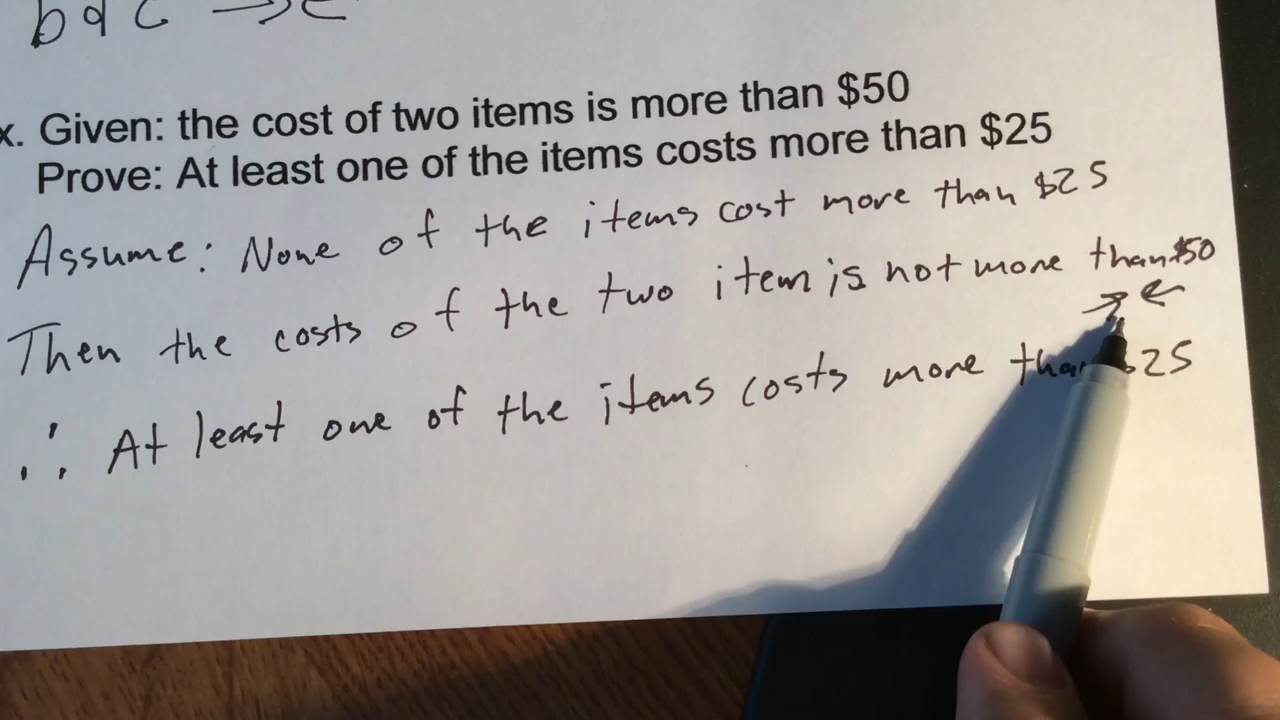 bac →
x. Given: the cost of two items is more than $50
Prove: At least one of the items costs more than $25
Assume: None of the items cost more than $25
Then the costs of the two item is not more than $50
→ ←
∴ At least one of the items costs more than $25